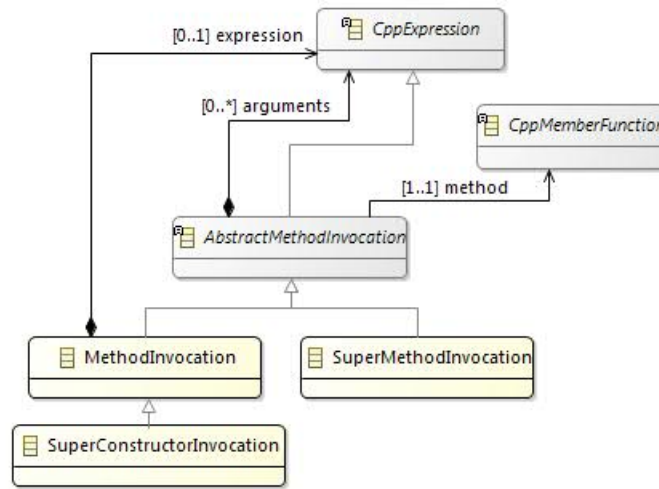 CppExpression
[0..1] expression
[0..*] arguments
CppMemberFunction
[1..1] method
AbstractMethodInvocation
MethodInvocation
SuperMethodInvocation
SuperConstructorInvocation